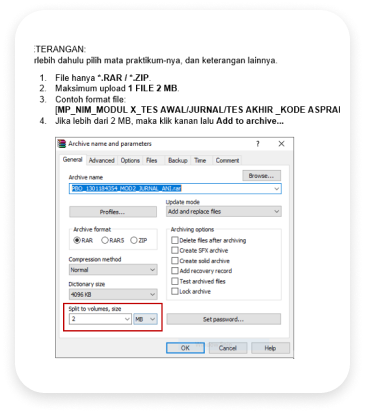 :TERANGAN:
rlebih dahulu pilih mata praktikum-nya, dan keterangan lainnya.
1. File hanya *.RAR / *.ZIP.
2. Maksimum upload 1 FILE 2 MB.
3. Contoh format file:
[MP_NIM_MODUL X_TES AWAL/JURNAL/TES AKHIR _KODE ASPRAI
4. Jika lebih dari 2 MB, maka klik kanan lalu Add to archive...
Archive name and parameters ? X
General Advanced Options Files Backup Time Comment
Archive name
Browse...
PBO_1301184354_MOD2_JURNAL_ANI.rar
Profiles...
Update mode
Add and replace files
Archive format
RAR RAR5 ZIP
Compression method
Normal
Dictionary size
4096 KB
Split to volumes, size
2 MB
Archiving options
Delete files after archiving
Create SFX archive
Create solid archive
Add recovery record
Test archived files
Lock archive
Set password...
OK Cancel Help